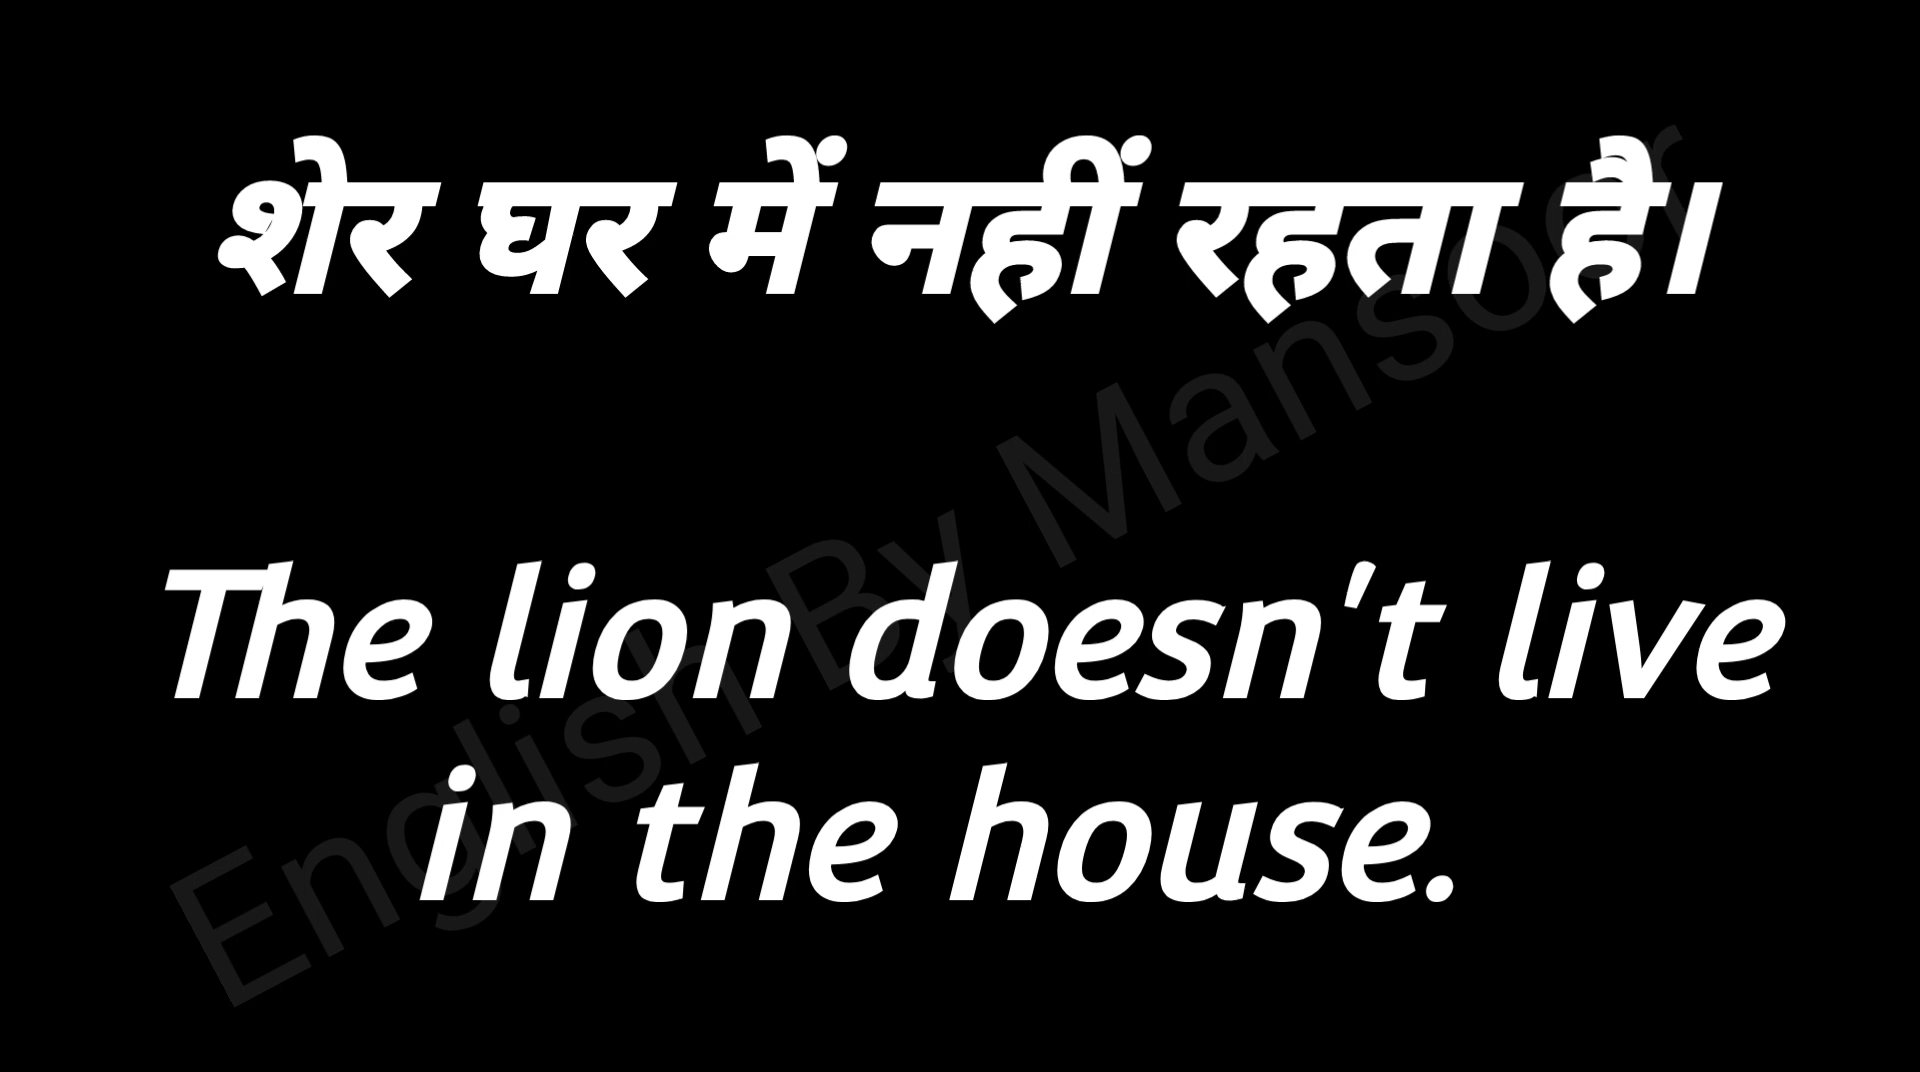 शेर घर में नहीं रहता है।
The lion doesn't live
in the house.
English By Mansoor